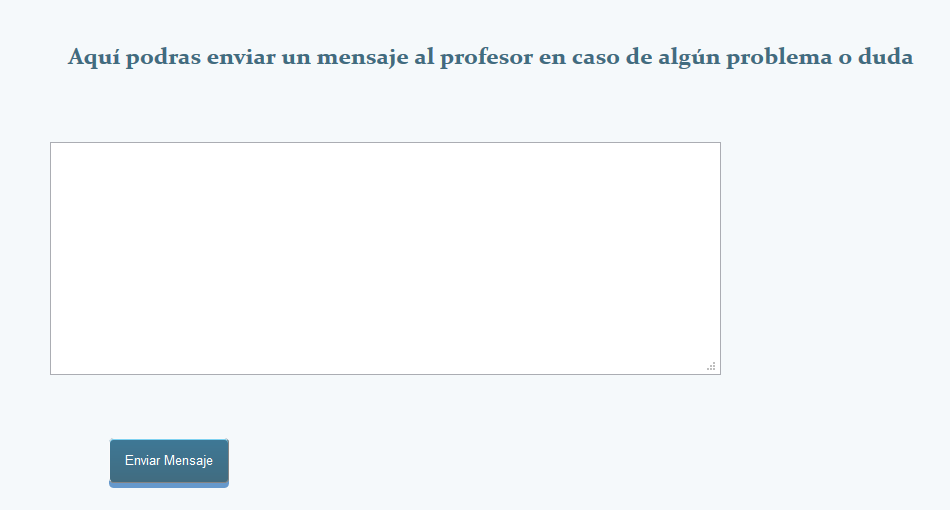 Aquí podras enviar un mensaje al profesor en caso de algún problema o duda
Enviar Mensaje